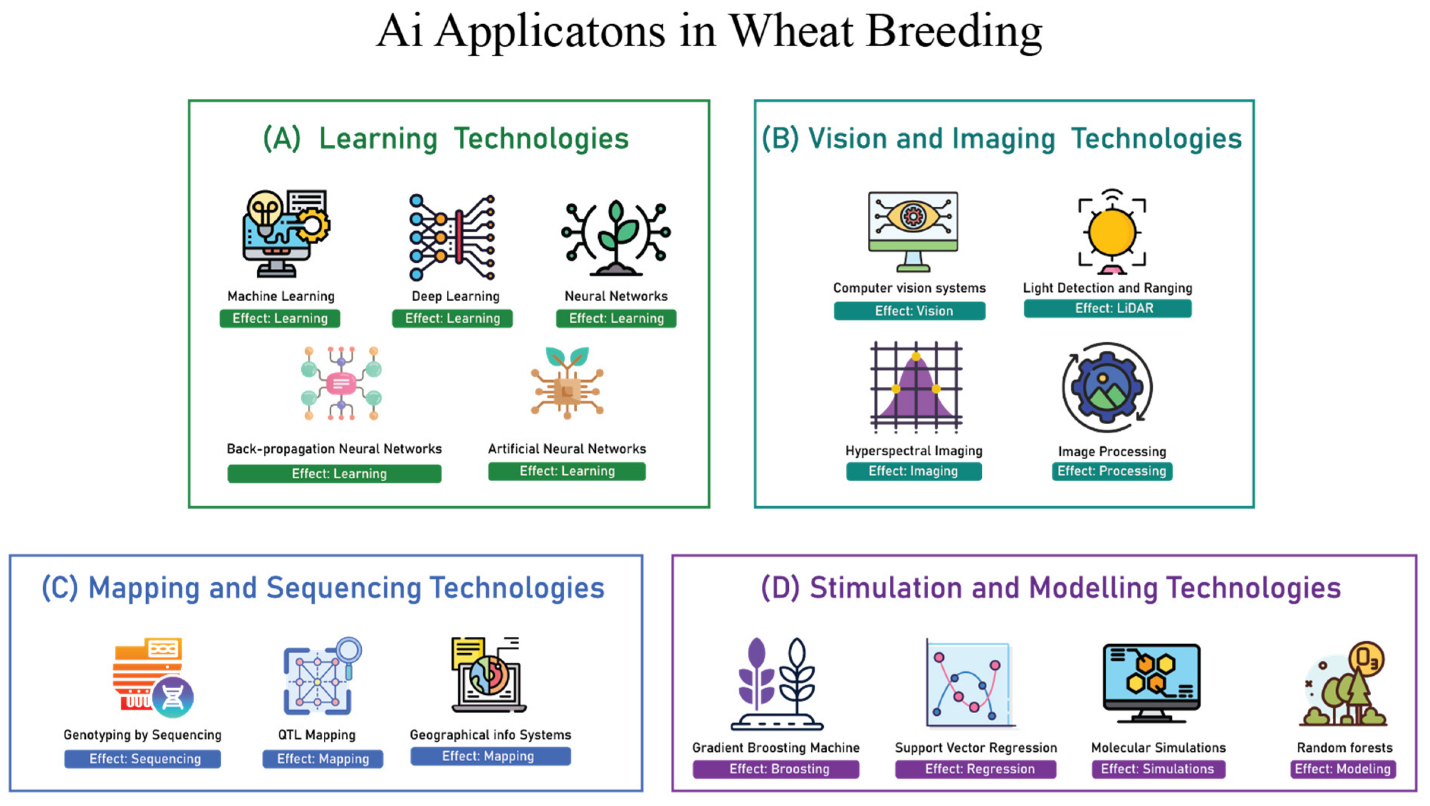 Ai Applicatons in Wheat Breeding
(A) Learning Technologies
Machine Learning
Effect: Learning
Deep Learning
Effect: Learning
Neural Networks
Effect: Learning
Back-propagation Neural Networks
Effect: Learning
Artificial Neural Networks
Effect: Learning
(B) Vision and Imaging Technologies
Computer vision systems
Effect: Vision
Light Detection and Ranging
Effect: LiDAR
Hyperspectral Imaging
Effect: Imaging
Image Processing
Effect: Processing
(C) Mapping and Sequencing Technologies
Genotyping by Sequencing
Effect: Sequencing
QTL Mapping
Effect: Mapping
Geographical info Systems
Effect: Mapping
(D) Stimulation and Modelling Technologies
Gradient Broosting Machine
Effect: Broosting
Support Vector Regression
Effect: Regression
Molecular Simulations
Effect: Simulations
O3
Random forests
Effect: Modeling